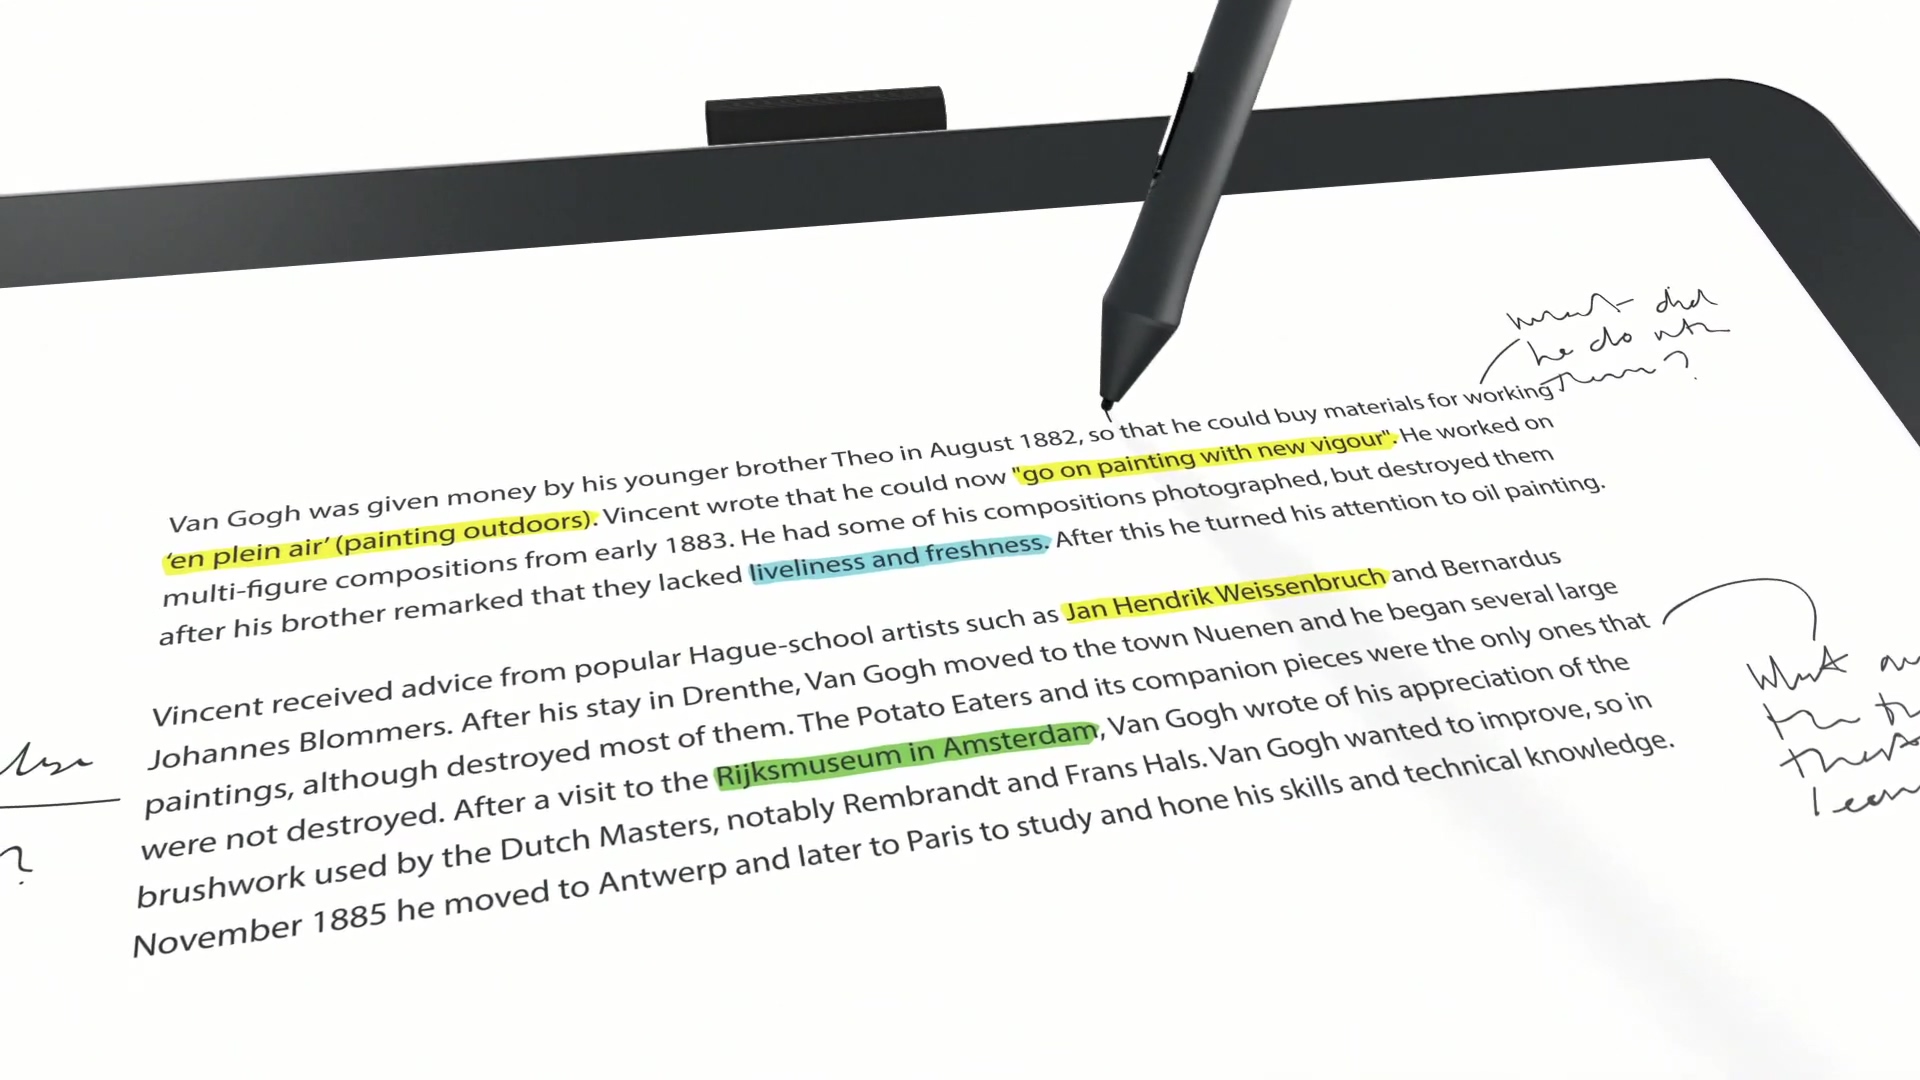 what did
he do with
them?
Van Gogh was given money by his younger brother Theo in August 1882, so that he could buy materials for working
'en plein air' (painting outdoors). Vincent wrote that he could now "go on painting with new vigour". He worked on
multi-figure compositions from early 1883. He had some of his compositions photographed, but destroyed them
after his brother remarked that they lacked liveliness and freshness. After this he turned his attention to oil painting.
Vincent received advice from popular Hague-school artists such as Jan Hendrik Weissenbruch and Bernardus
Johannes Blommers. After his stay in Drenthe, Van Gogh moved to the town Nuenen and he began several large
paintings, although destroyed most of them. The Potato Eaters and its companion pieces were the only ones that
were not destroyed. After a visit to the Rijksmuseum in Amsterdam, Van Gogh wrote of his appreciation of the
brushwork used by the Dutch Masters, notably Rembrandt and Frans Hals. Van Gogh wanted to improve, so in
November 1885 he moved to Antwerp and later to Paris to study and hone his skills and technical knowledge.
What
the
?